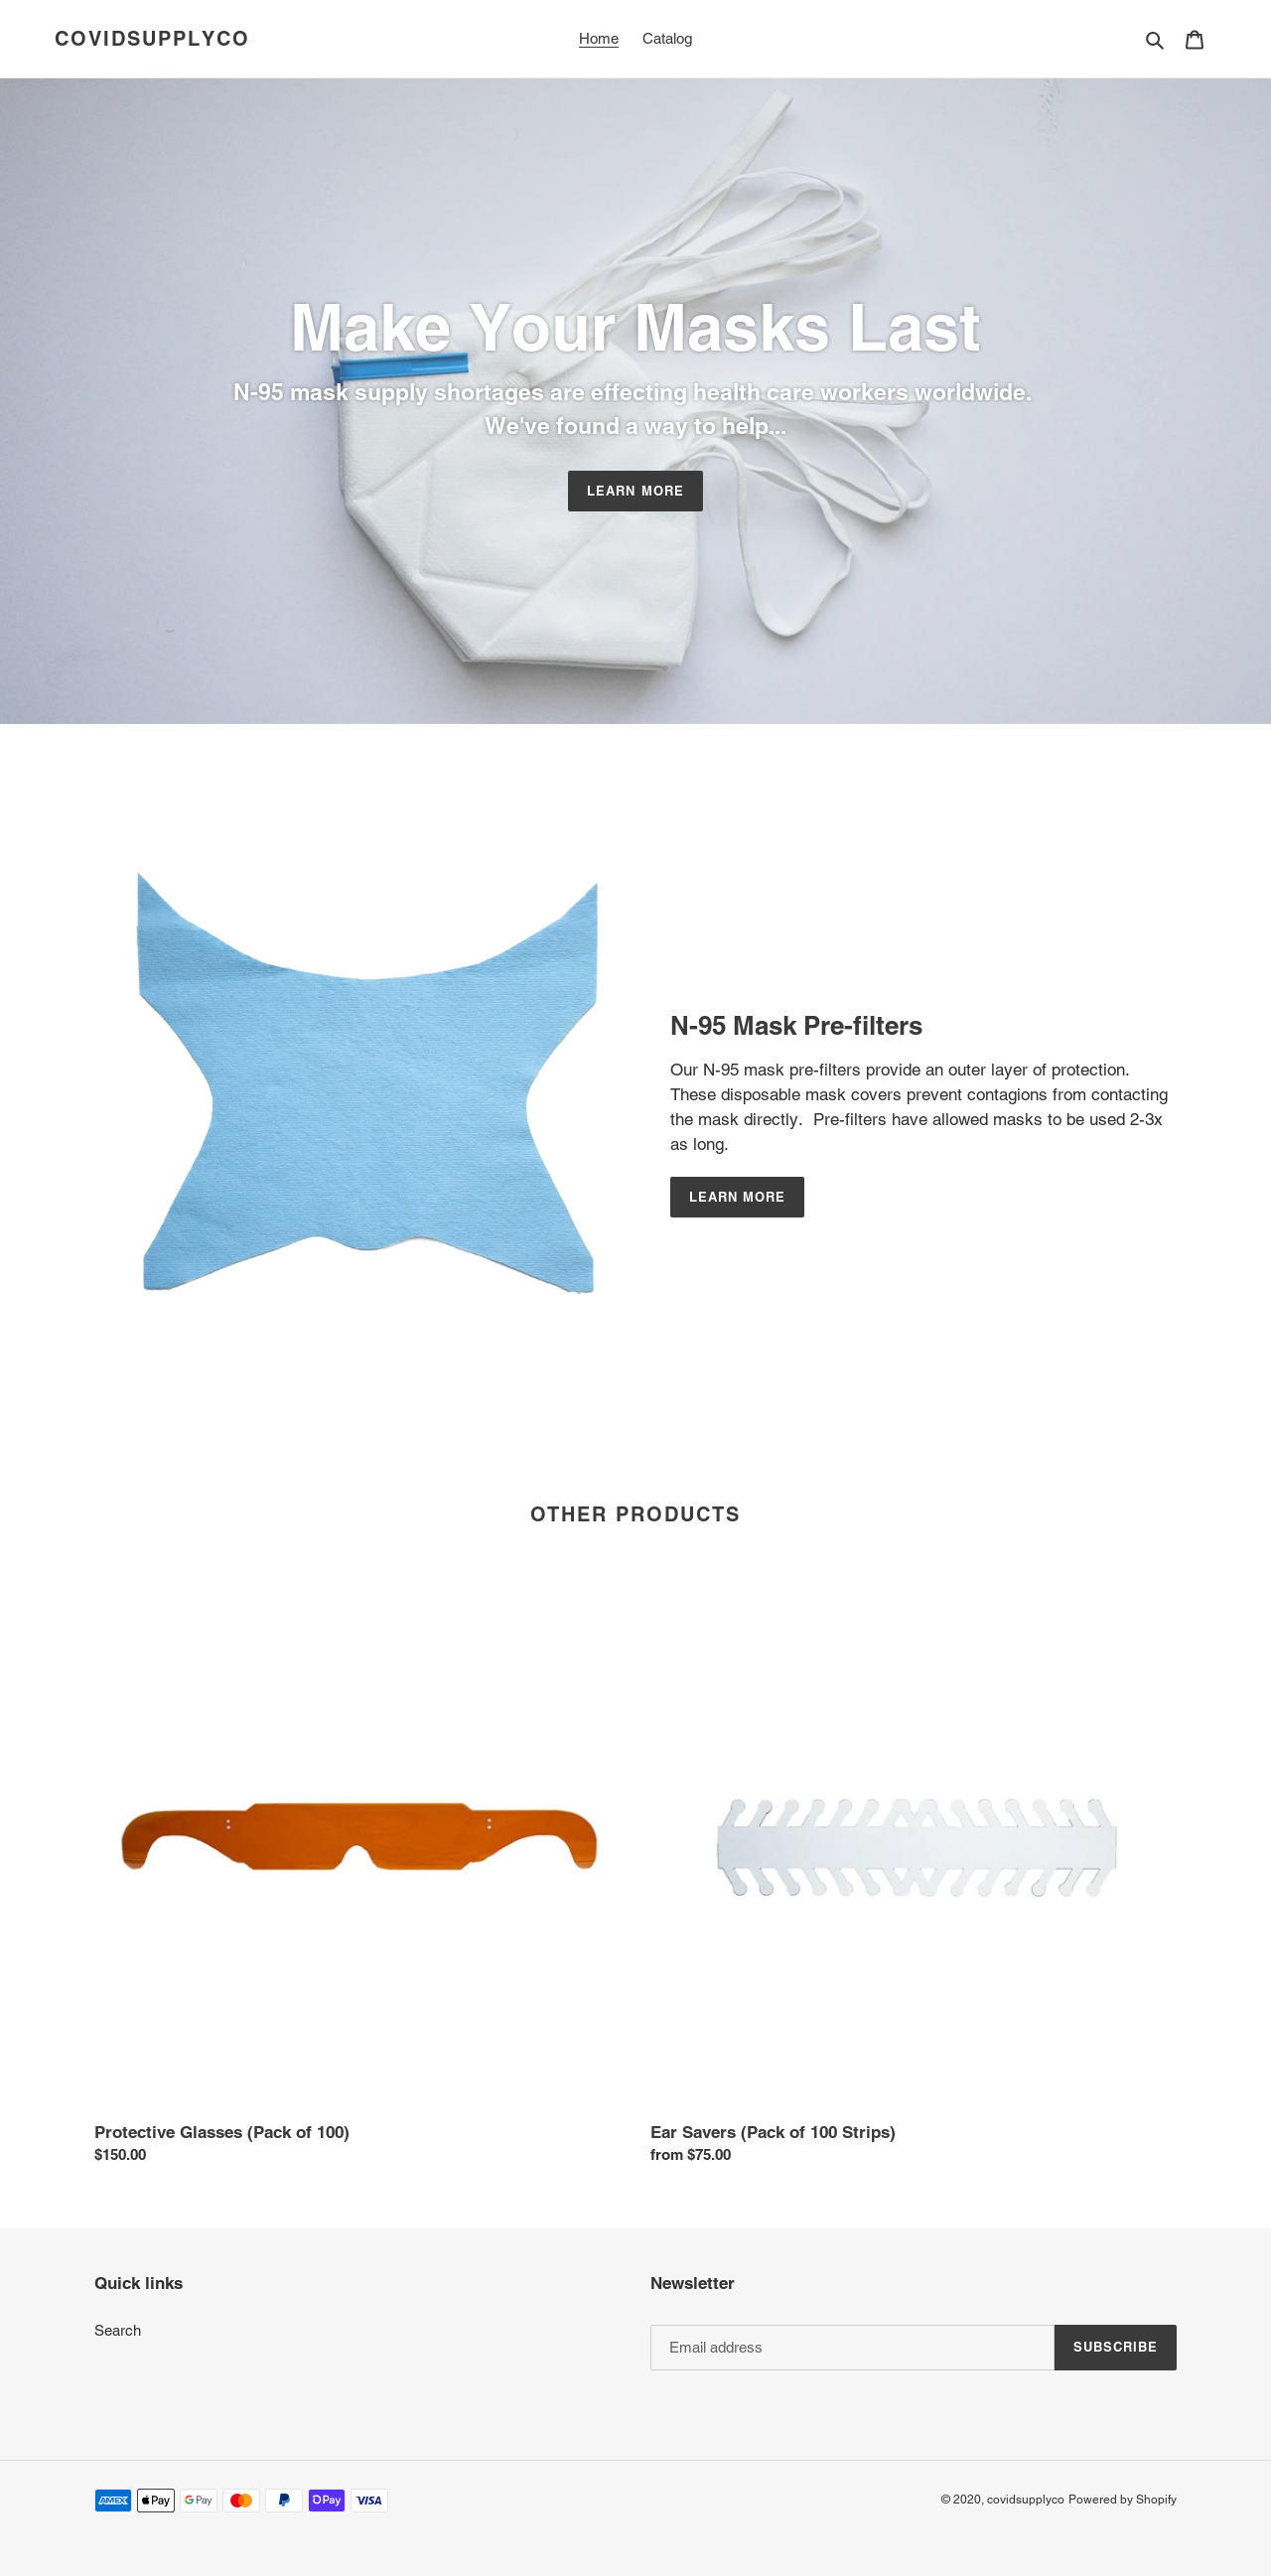 COVIDSUPPLYCO
Home
Catalog
Make Your Masks Last
N-95 mask supply shortages are effecting health care workers worldwide.
We've found a way to help...
LEARN MORE
N-95 Mask Pre-filters
Our N-95 mask pre-filters provide an outer layer of protection.
These disposable mask covers prevent contagions from contacting
the mask directly.  Pre-filters have allowed masks to be used 2-3x
as long.
LEARN MORE
OTHER PRODUCTS
Protective Glasses (Pack of 100)
$150.00
Ear Savers (Pack of 100 Strips)
from $75.00
Quick links
Search
Newsletter
Email address
SUBSCRIBE
AMEX
Pay
G Pay
Pay
VISA
© 2020, covidsupplyco Powered by Shopify